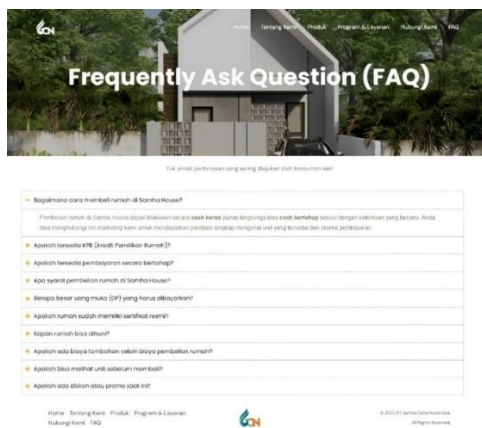 GCN
Home Tentang Kami Produk Program & Layanan Hubungi Kami FAQ
Frequently Ask Question (FAQ)
Yuk simak pertanyaan yang sering diajukan oleh konsumen kami
Bagaimana cara membeli rumah di Samha House?
Pembelian rumah di Samha House dapat dilakukan secara cash keras (lunas langsung) atau cash bertahap sesuai dengan ketentuan yang berlaku. Anda
bisa menghubungi tim marketing kami untuk mendapatkan panduan lengkap mengenai unit yang tersedia dan skema pembayaran.
Apakah tersedia KPR (Kredit Pemilikan Rumah)?
Apakah tersedia pembayaran secara bertahap?
Apa syarat pembelian rumah di Samha House?
Berapa besar uang muka (DP) yang harus dibayarkan?
Apakah rumah sudah memiliki sertifikat resmi?
Kapan rumah bisa dihuni?
Apakah ada biaya tambahan selain biaya pembelian rumah?
Apakah bisa melihat unit sebelum membeli?
Apakah ada diskon atau promo saat ini?
Home Tentang Kami Produk Program & Layanan
Hubungi Kami FAQ
GCN
All Rights Reserved